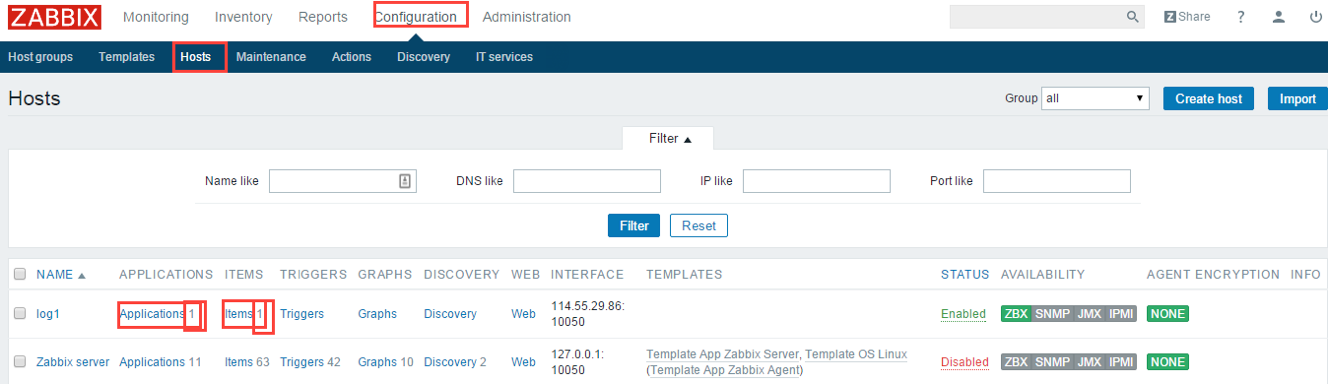 ZABBIX Monitoring Inventory Reports Configuration Administration Z Share ?
Host groups Templates Hosts Maintenance Actions Discovery IT services
Hosts Group all Create host Import
Filter ▲
Name like DNS like IP like Port like
Filter Reset
NAME ▲ APPLICATIONS ITEMS TRIGGERS GRAPHS DISCOVERY WEB INTERFACE TEMPLATES STATUS AVAILABILITY AGENT ENCRYPTION INFO
log1 Applications 1 Items 1 Triggers Graphs Discovery Web 114.55.29.86: Enabled ZBX SNMP JMX IPMI NONE
10050
Zabbix server Applications 11 Items 63 Triggers 42 Graphs 10 Discovery 2 Web 127.0.0.1: Template App Zabbix Server, Template OS Linux Disabled ZBX SNMP JMX IPMI NONE
10050 (Template App Zabbix Agent)